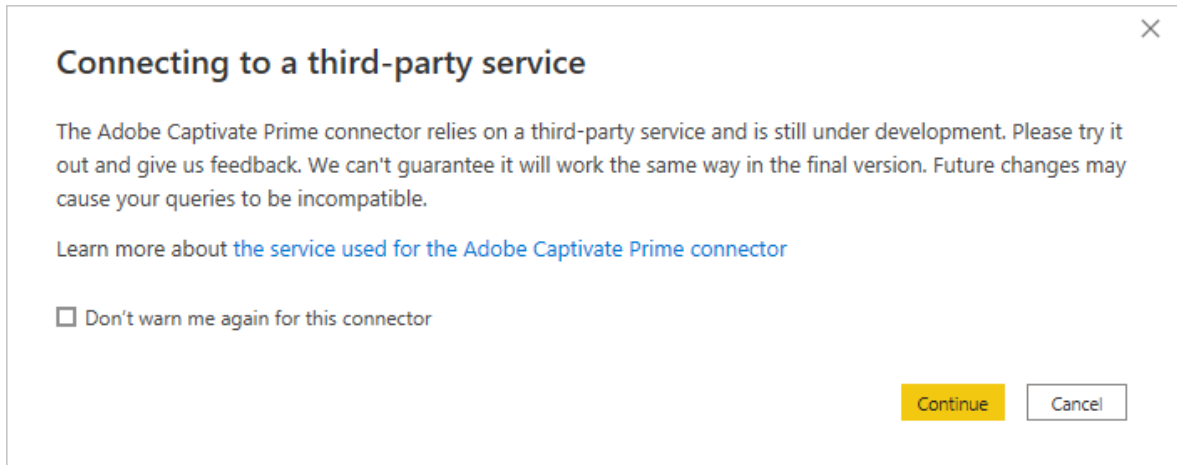 Connecting to a third-party service
The Adobe Captivate Prime connector relies on a third-party service and is still under development. Please try it
out and give us feedback. We can't guarantee it will work the same way in the final version. Future changes may
cause your queries to be incompatible.
Learn more about the service used for the Adobe Captivate Prime connector
Don't warn me again for this connector
Continue Cancel